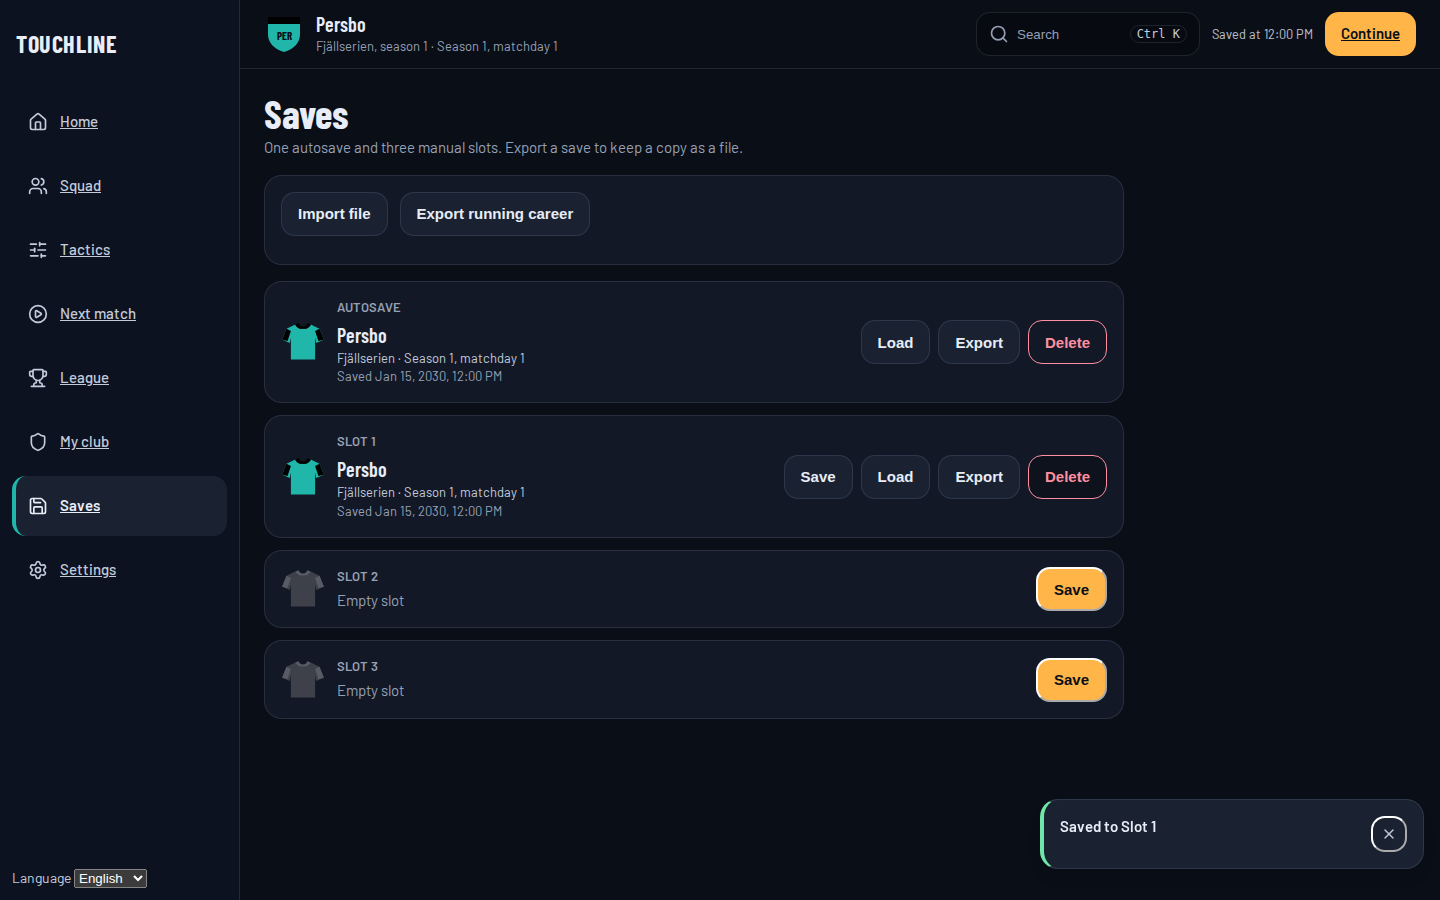 TOUCHLINE
Home
Squad
Tactics
Next match
League
My club
Saves
Settings
Language English
PER
Persbo
Fjällserien, season 1 · Season 1, matchday 1
Search Ctrl K
Saved at 12:00 PM
Continue
Saves
One autosave and three manual slots. Export a save to keep a copy as a file.
Import file
Export running career
AUTOSAVE
Persbo
Fjällserien · Season 1, matchday 1
Saved Jan 15, 2030, 12:00 PM
Load
Export
Delete
SLOT 1
Persbo
Fjällserien · Season 1, matchday 1
Saved Jan 15, 2030, 12:00 PM
Save
Load
Export
Delete
SLOT 2
Empty slot
Save
SLOT 3
Empty slot
Save
Saved to Slot 1